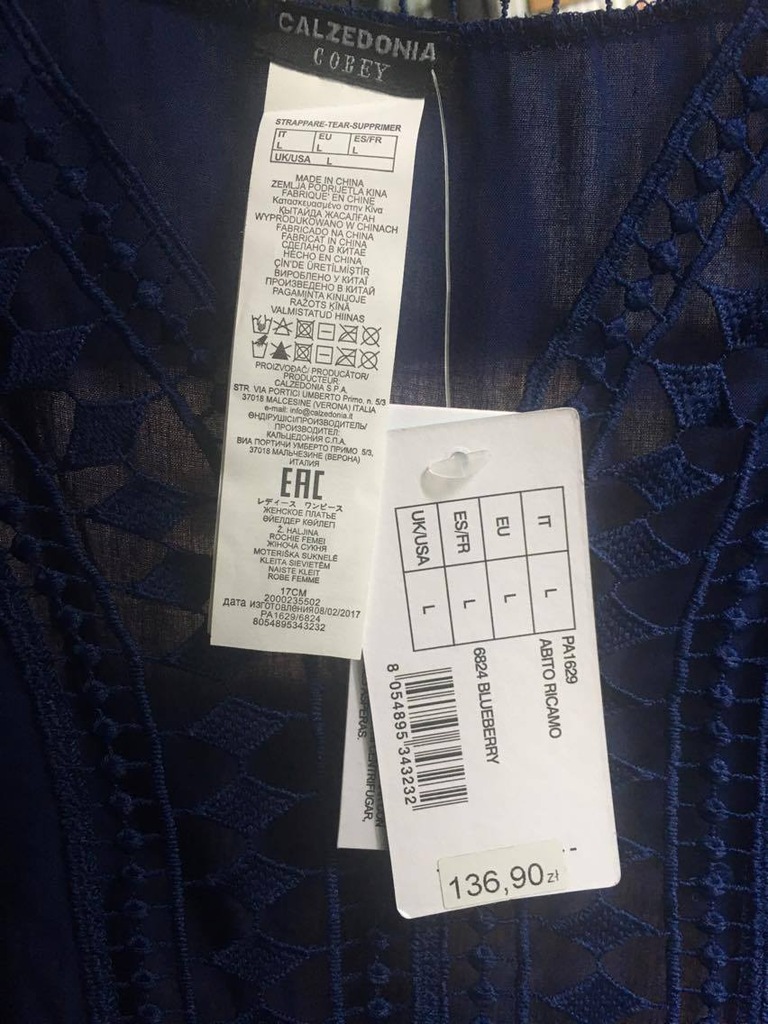 CALZEDONIA
COBEY
STRAPPARE-TEAR-SUPPRIMER
IT EU ES/FR
L L L
UK/USA L
MADE IN CHINA
ZEMLJA PODRIJETLA KINA
FABRIQUE' EN CHINE
Κατασκευασμένο στην Κίνα
ҚЫТАЙДА ЖАСАЛҒАН
WYPRODUKOWANO W CHINACH
FABRICADO NA CHINA
FABRICAT IN CHINA
СДЕЛАНО В КИТАЕ
HECHO EN CHINA
ÇİN'DE ÜRETİLMİŞTİR
ВИРОБЛЕНО У КИТАЇ
ПРОИЗВЕДЕНО В КИТАЙ
PAGAMINTA KINIJOJE
RAŽOTS ĶĪNĀ
VALMISTATUD HIINAS
PROIZVOĐAČ/ PRODUCĂTOR/
PRODUCTEUR:
CALZEDONIA S.P.A.
STR. VIA PORTICI UMBERTO Primo, n. 5/3
37018 MALCESINE (VERONA) ITALIA
e-mail: info@calzedonia.it
ӨНДІРУШІ/ПРОИЗВОДИТЕЛЬ/
ПРОИЗВОДИТЕЛ:
КАЛЬЦЕДОНИЯ С.П.А.
ВИА ПОРТИЧИ УМБЕРТО ПРИМО 5/3,
37018 МАЛЬЧЕЗИНЕ (ВЕРОНА)
ИТАЛИЯ
EAC
レディース ワンピース
ЖЕНСКОЕ ПЛАТЬЕ
ӘЙЕЛДЕР КӨЙЛЕГІ
Ž. HALJINA
ROCHIE FEMEI
ЖІНОЧА СУКНЯ
MOTERIŠKA SUKNELĖ
KLEITA SIEVIETĒM
NAISTE KLEIT
ROBE FEMME
17CM
2000235502
дата изготовления08/02/2017
PA1629/6824
8054895343232
IT L
EU L
ES/FR L
UK/USA L
PA1629
ABITO RICAMO
6824 BLUEBERRY
8 054895 343232
136,90 zł
CENTRIFUGAR,